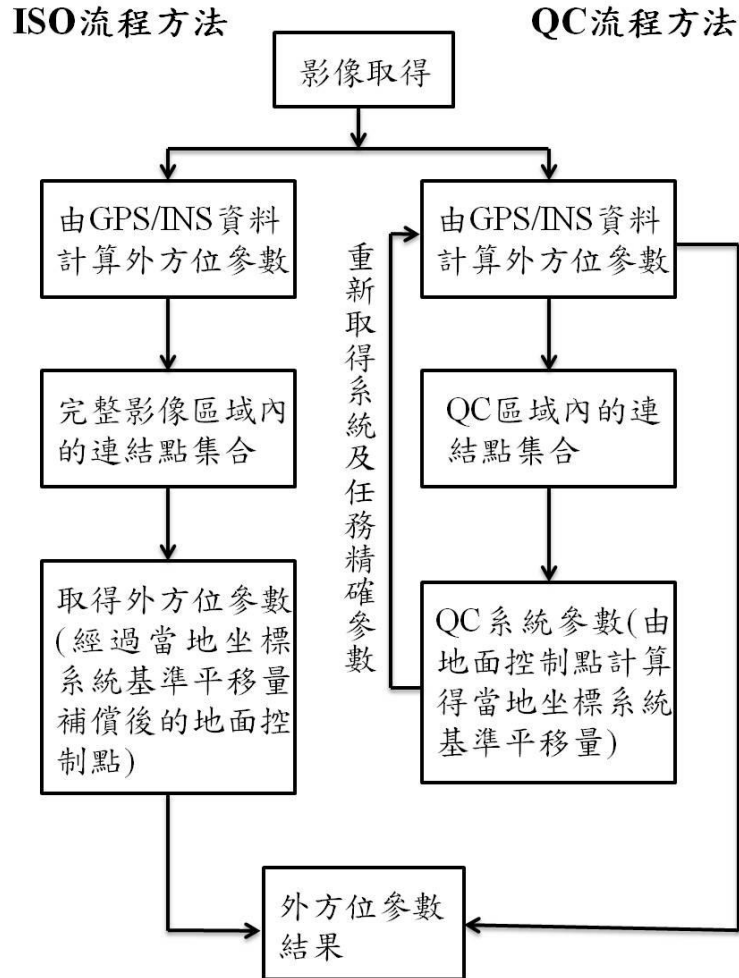 ISO流程方法
QC流程方法
影像取得
由GPS/INS資料
計算外方位參數
完整影像區域內
的連結點集合
取得外方位參數
(經過當地坐標
系統基準平移量
補償後的地面控
制點)
重新取得系統及任務精確參數
由GPS/INS資料
計算外方位參數
QC區域內的連
結點集合
QC系統參數(由
地面控制點計算
得當地坐標系統
基準平移量)
外方位參數
結果